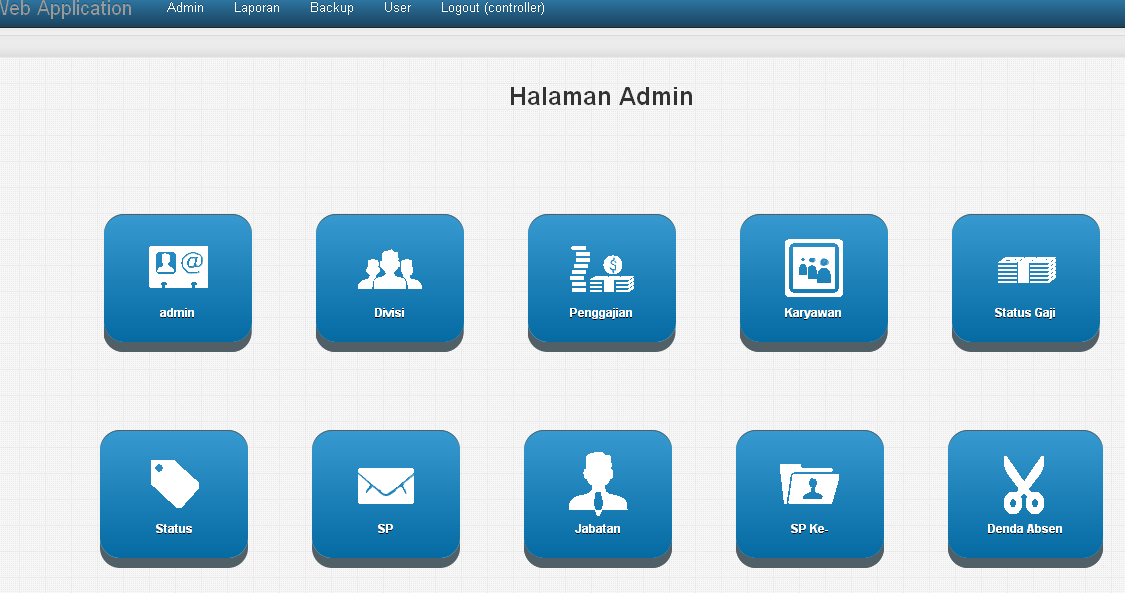 Web Application Admin Laporan Backup User Logout (controller)
Halaman Admin
@
$
admin Divisi Penggajian Karyawan Status Gaji
Status SP Jabatan SP Ke- Denda Absen